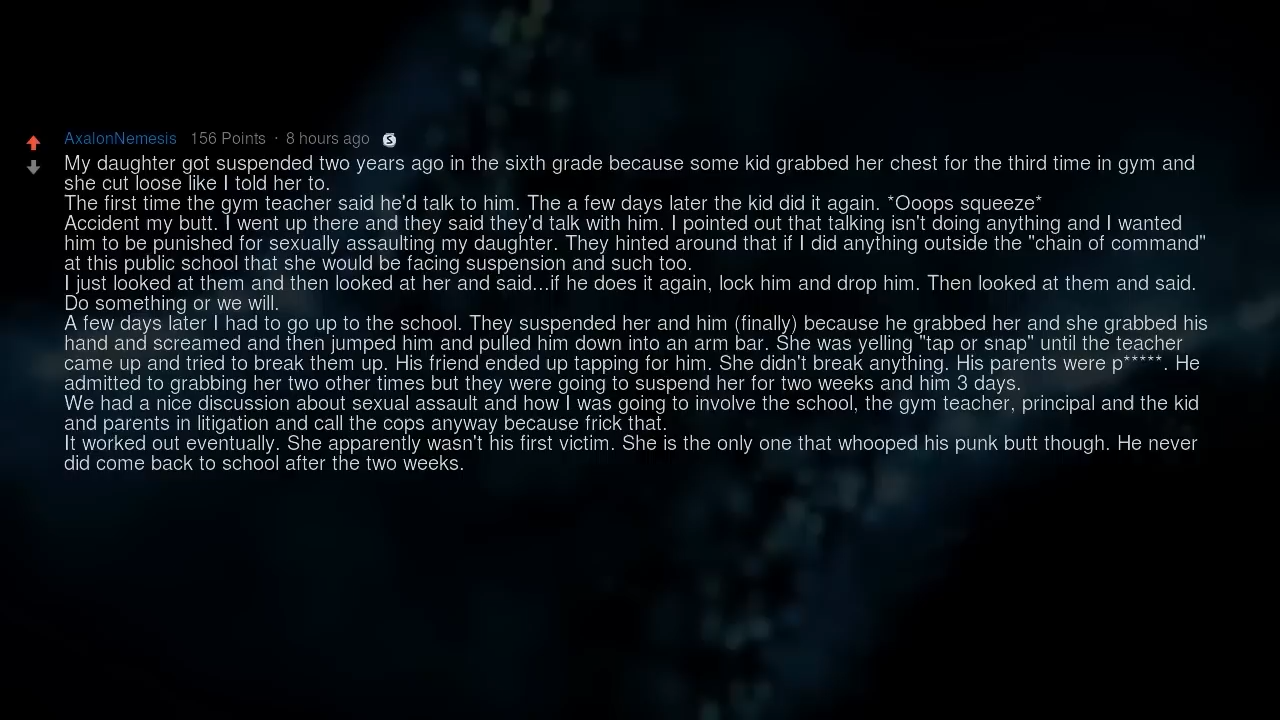 AxalonNemesis 156 Points · 8 hours ago S
My daughter got suspended two years ago in the sixth grade because some kid grabbed her chest for the third time in gym and
she cut loose like I told her to.
The first time the gym teacher said he'd talk to him. The a few days later the kid did it again. *Ooops squeeze*
Accident my butt. I went up there and they said they'd talk with him. I pointed out that talking isn't doing anything and I wanted
him to be punished for sexually assaulting my daughter. They hinted around that if I did anything outside the "chain of command"
at this public school that she would be facing suspension and such too.
I just looked at them and then looked at her and said...if he does it again, lock him and drop him. Then looked at them and said.
Do something or we will.
A few days later I had to go up to the school. They suspended her and him (finally) because he grabbed her and she grabbed his
hand and screamed and then jumped him and pulled him down into an arm bar. She was yelling "tap or snap" until the teacher
came up and tried to break them up. His friend ended up tapping for him. She didn't break anything. His parents were p*****. He
admitted to grabbing her two other times but they were going to suspend her for two weeks and him 3 days.
We had a nice discussion about sexual assault and how I was going to involve the school, the gym teacher, principal and the kid
and parents in litigation and call the cops anyway because frick that.
It worked out eventually. She apparently wasn't his first victim. She is the only one that whooped his punk butt though. He never
did come back to school after the two weeks.